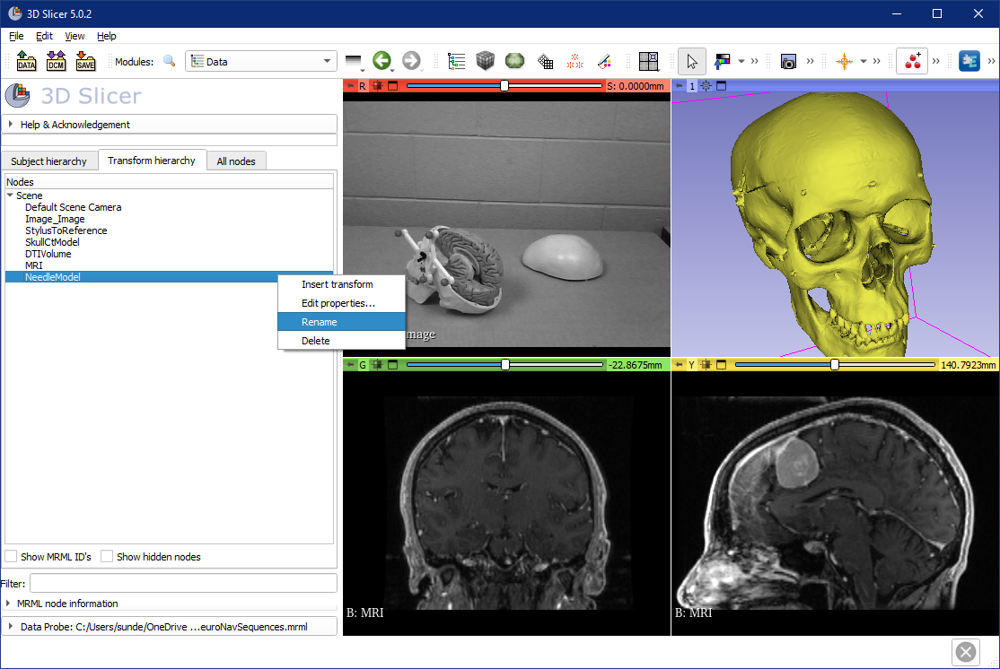 3D Slicer 5.0.2
File Edit View Help
DATA DCM SAVE Modules: Data
R S: 0.0000mm 1
3D Slicer
Help & Acknowledgement
Subject hierarchy Transform hierarchy All nodes
Nodes
Scene
Default Scene Camera
Image_Image
StylusToReference
SkullCtModel
DTIVolume
MRI
NeedleModel
Insert transform
Edit properties...
Rename
Delete
mage
G -22.8675mm Y 140.7923mm
Show MRML ID's Show hidden nodes
Filter:
MRML node information
B: MRI B: MRI
Data Probe: C:/Users/sunde/OneDrive ...euroNavSequences.mrml